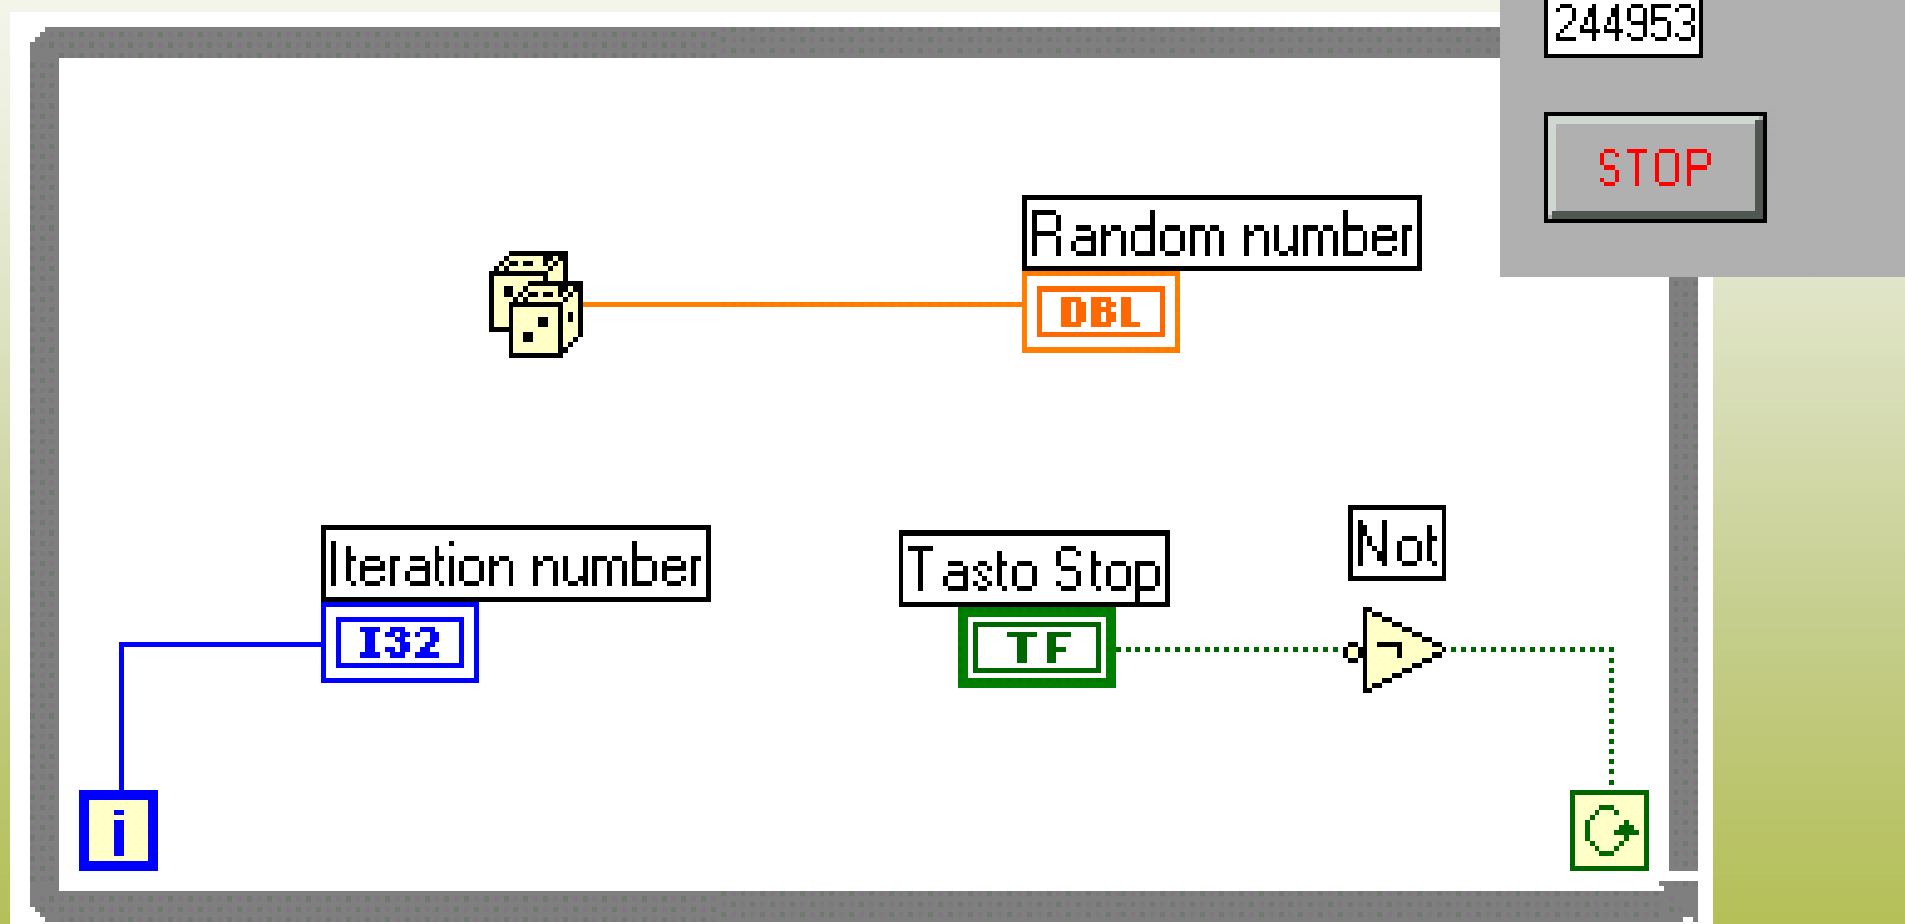 244953
STOP
Random number
DBL
Iteration number
I32
Tasto Stop
TF
Not
i